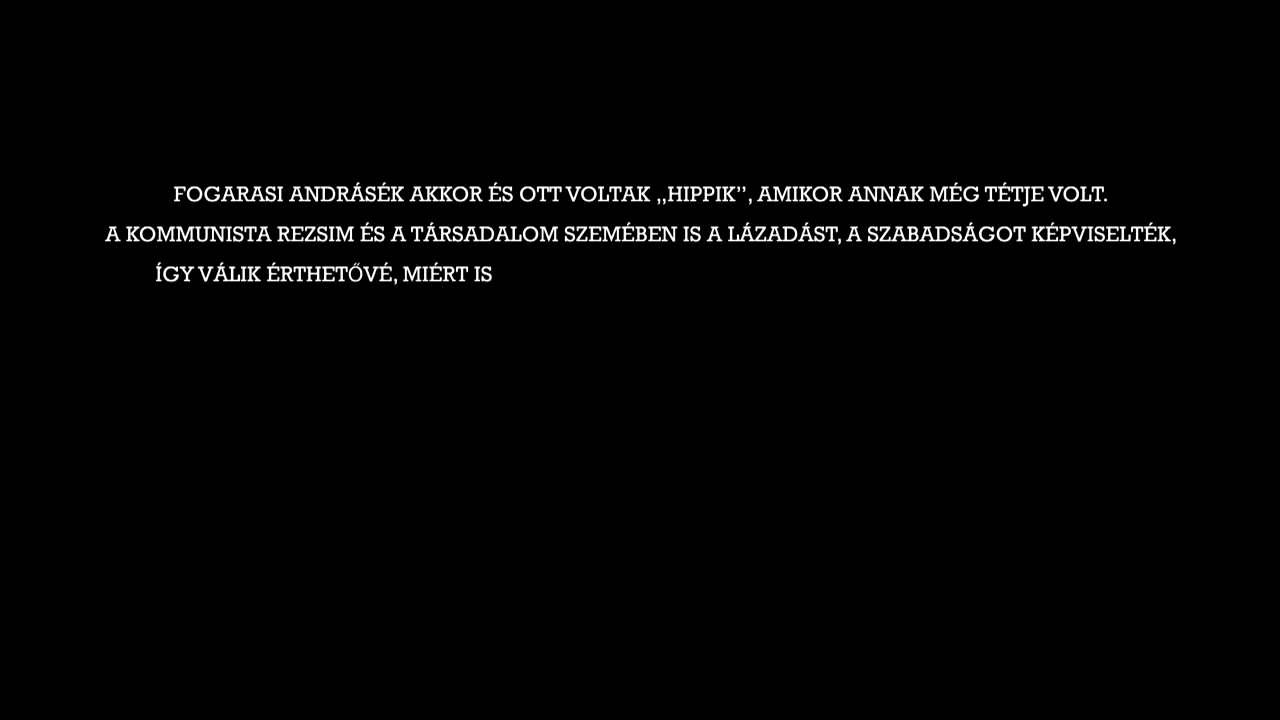 FOGARASI ANDRÁSÉK AKKOR ÉS OTT VOLTAK „HIPPIK”, AMIKOR ANNAK MÉG TÉTJE VOLT.
A KOMMUNISTA REZSIM ÉS A TÁRSADALOM SZEMÉBEN IS A LÁZADÁST, A SZABADSÁGOT KÉPVISELTÉK,
ÍGY VÁLIK ÉRTHETŐVÉ, MIÉRT IS